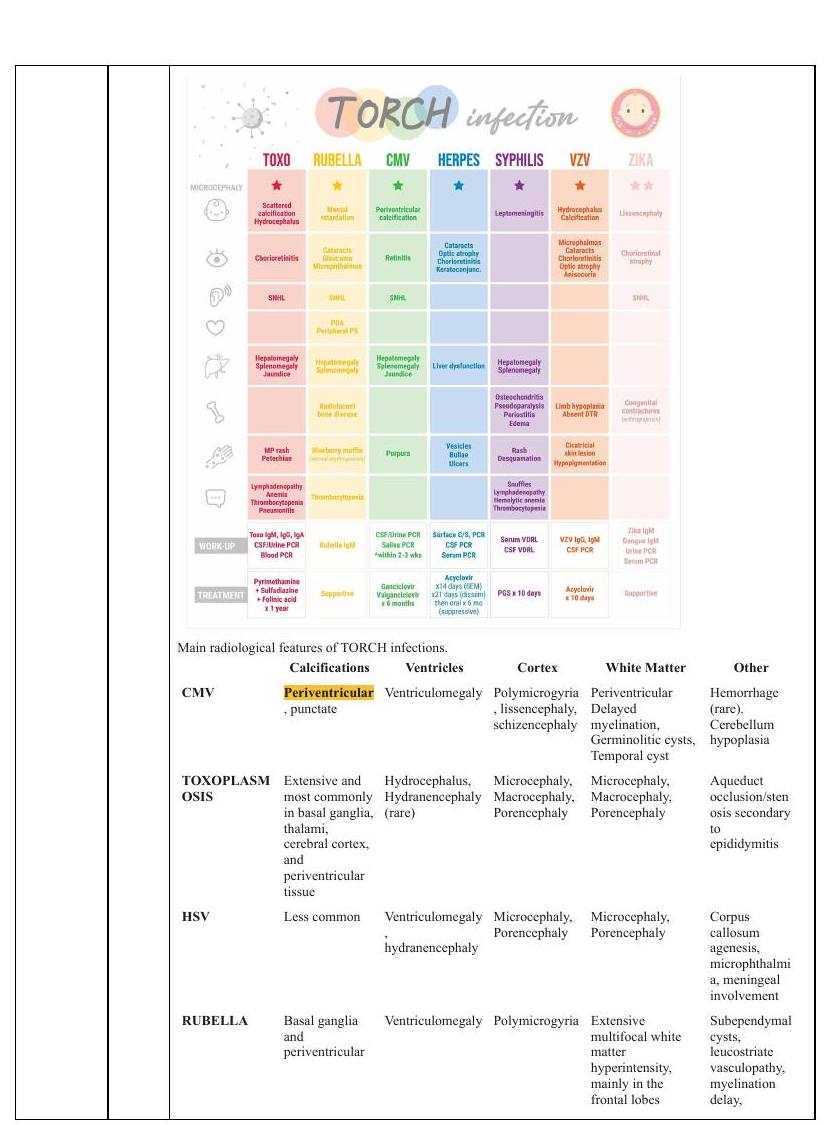 TORCH infection
TOXO
RUBELLA
CMV
HERPES
SYPHILIS
VZV
ZIKA
MICROCEPHALY
Scattered
calcification
Hydrocephalus
Mental
retardation
Periventricular
calcification
Leptomeningitis
Hydrocephalus
Calcification
Lissencephaly
Chorioretinitis
Cataracts
Glaucoma
Microphthalmos
Retinitis
Cataracts
Optic atrophy
Chorioretinitis
Keratoconjunc.
Microphalmos
Cataracts
Chorioretinitis
Optic atrophy
Anisocoria
Chorioretinal
atrophy
SNHL
SNHL
SNHL
SNHL
PDA
Peripheral PS
Hepatomegaly
Splenomegaly
Jaundice
Hepatomegaly
Splenomegaly
Hepatomegaly
Splenomegaly
Jaundice
Liver dysfunction
Hepatomegaly
Splenomegaly
Radiolucent
bone disease
Osteochondritis
Pseudoparalysis
Periostitis
Edema
Limb hypoplasia
Absent DTR
Congenital
contractures
MP rash
Petechiae
Blueberry muffin
Purpura
Vesicles
Bullae
Ulcers
Rash
Desquamation
Cicatricial
skin lesion
Hypopigmentation
Lymphadenopathy
Anemia
Thrombocytopenia
Pneumonitis
Thrombocytopenia
Snuffles
Lymphadenopathy
Hemolytic anemia
Thrombocytopenia
WORK-UP
Toxo IgM, IgG, IgA
CSF/Urine PCR
Blood PCR
Rubella IgM
CSF/Urine PCR
Saliva PCR
*within 2-3 wks
Surface C/S, PCR
CSF PCR
Serum PCR
Serum VDRL
CSF VDRL
VZV IgG, IgM
CSF PCR
Zika IgM
Dengue IgM
Urine PCR
Serum PCR
TREATMENT
Pyrimethamine
+ Sulfadiazine
+ Folinic acid
x 1 year
Supportive
Ganciclovir
Valganciclovir
x 6 months
Acyclovir
x14 days (SEM)
x21 days (dissem)
then oral x 6 mo
(suppressive)
PGS x 10 days
Acyclovir
x 10 days
Supportive
Main radiological features of TORCH infections.
Calcifications
Ventricles
Cortex
White Matter
Other
CMV
Periventricular
, punctate
Ventriculomegaly
Polymicrogyria
, lissencephaly,
schizencephaly
Periventricular
Delayed
myelination,
Germinolitic cysts,
Temporal cyst
Hemorrhage
(rare).
Cerebellum
hypoplasia
TOXOPLASM
OSIS
Extensive and
most commonly
in basal ganglia,
thalami,
cerebral cortex,
and
periventricular
tissue
Hydrocephalus,
Hydranencephaly
(rare)
Microcephaly,
Macrocephaly,
Porencephaly
Microcephaly,
Macrocephaly,
Porencephaly
Aqueduct
occlusion/sten
osis secondary
to
epididymitis
HSV
Less common
Ventriculomegaly
,
hydranencephaly
Microcephaly,
Porencephaly
Microcephaly,
Porencephaly
Corpus
callosum
agenesis,
microphthalmi
a, meningeal
involvement
RUBELLA
Basal ganglia
and
periventricular
Ventriculomegaly
Polymicrogyria
Extensive
multifocal white
matter
hyperintensity,
mainly in the
frontal lobes
Subependymal
cysts,
leucostriate
vasculopathy,
myelination
delay,